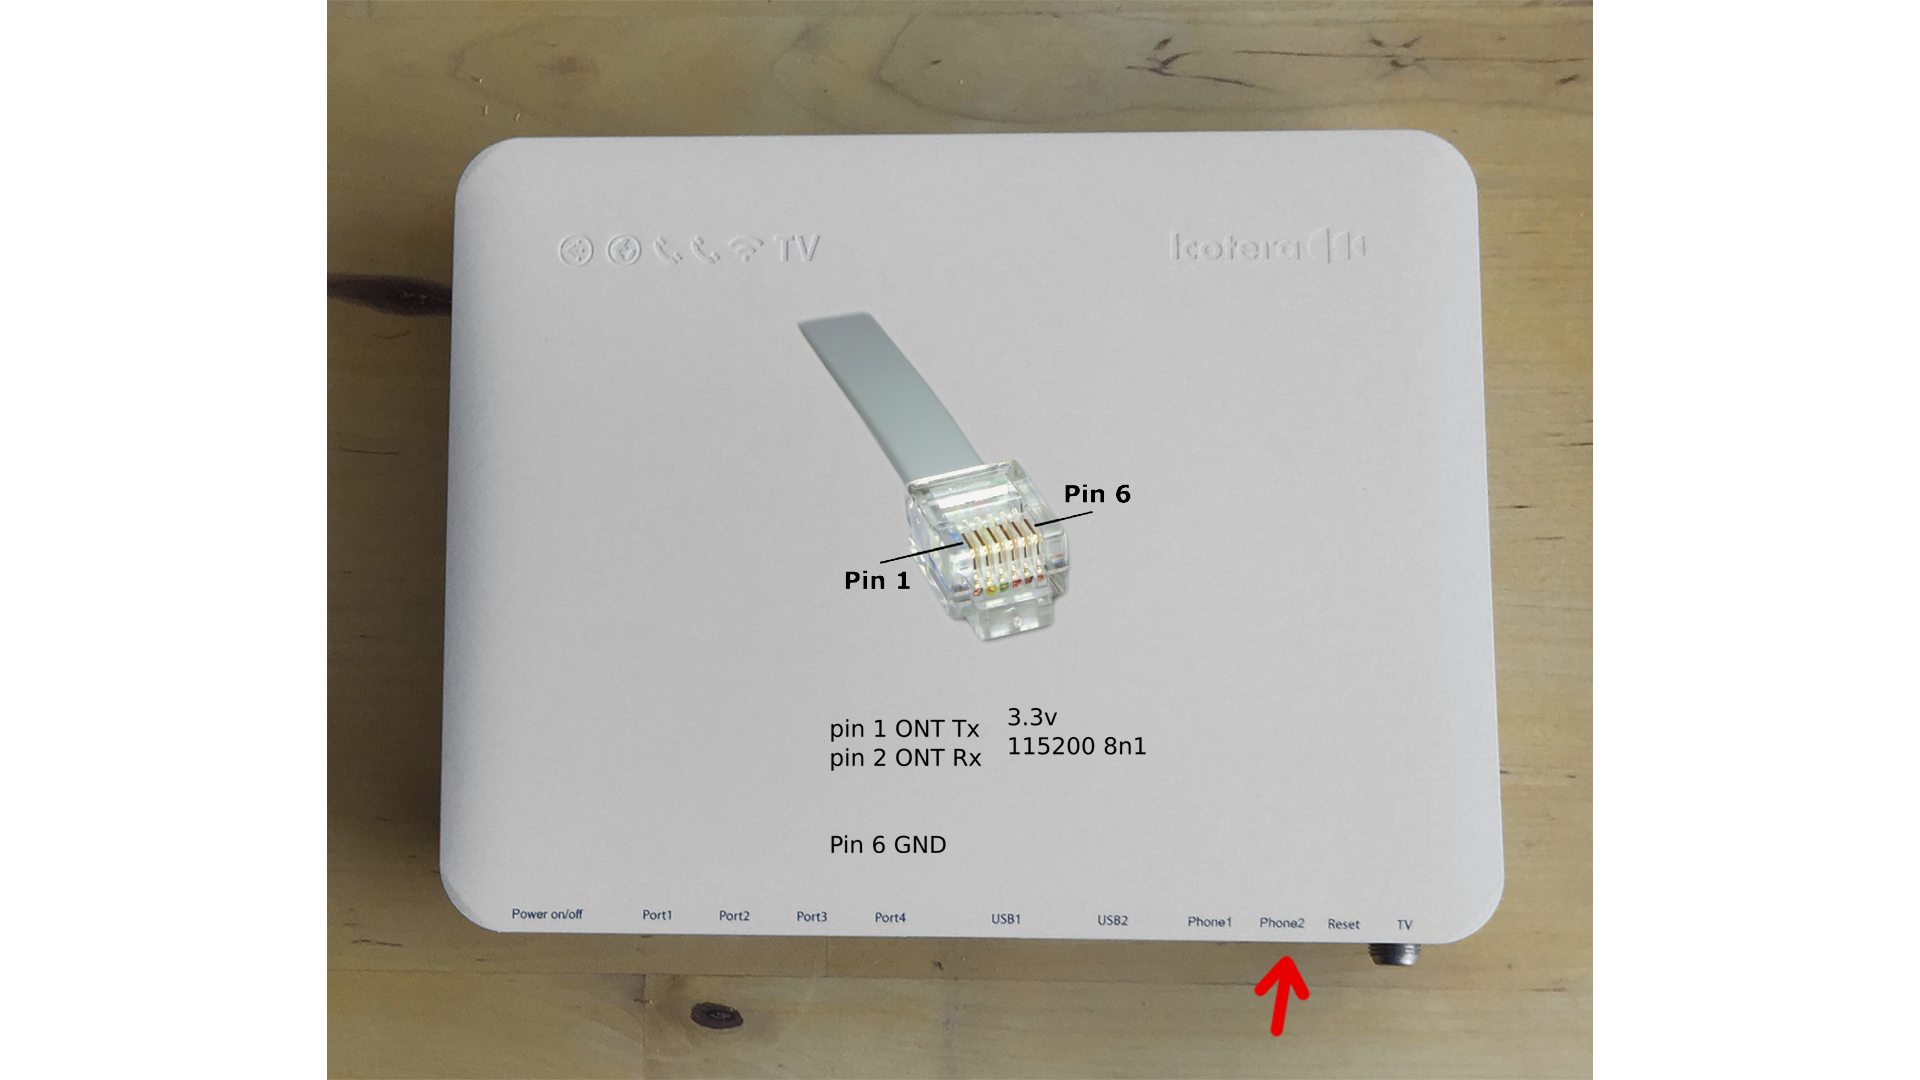 TV
Icotera
Pin 6
Pin 1
pin 1 ONT Tx
pin 2 ONT Rx
3.3v
115200 8n1
Pin 6 GND
Power on/off
Port1
Port2
Port3
Port4
USB1
USB2
Phone1
Phone2
Reset
TV